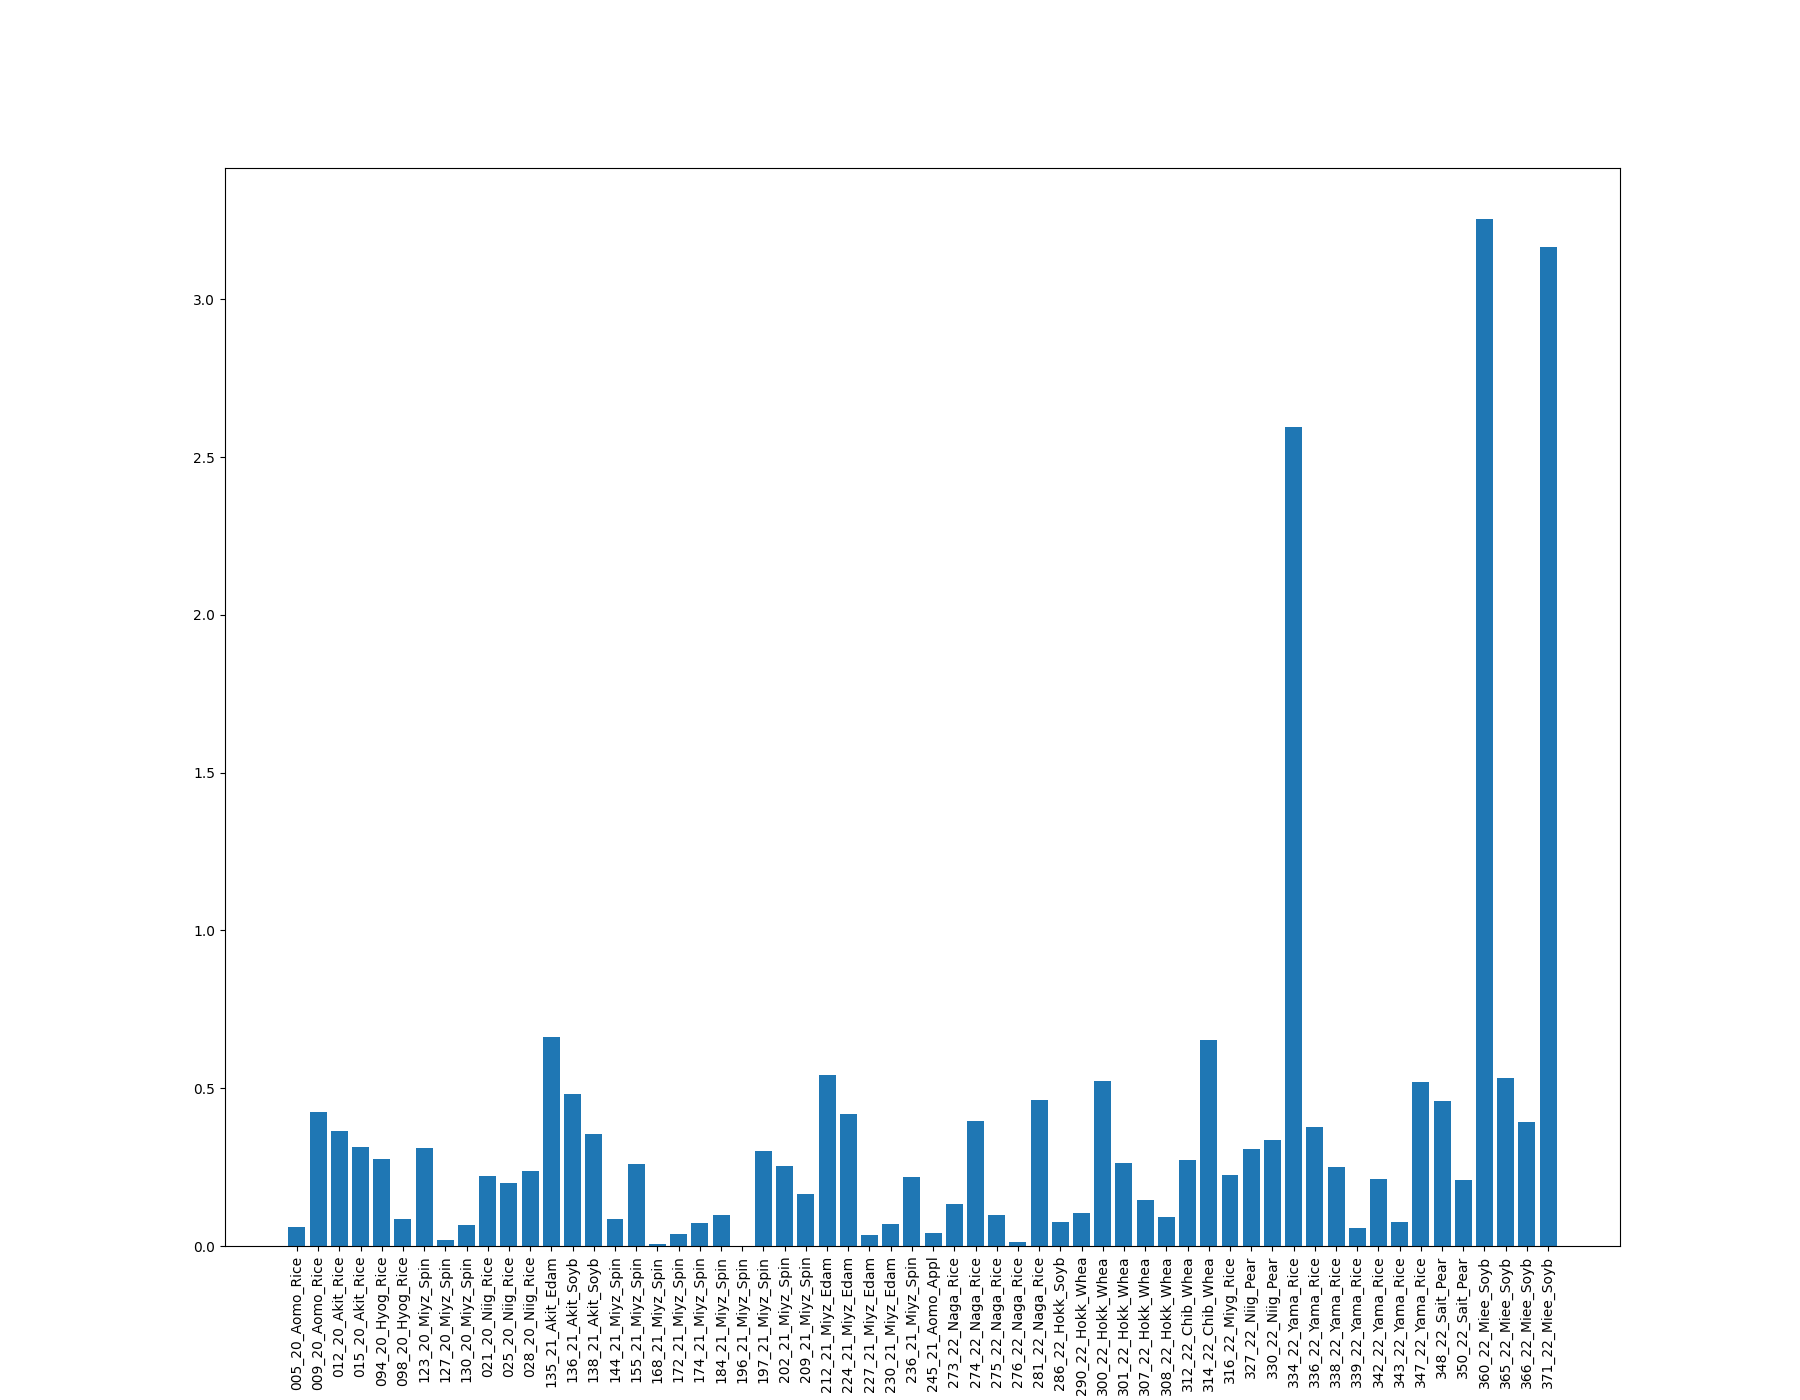 3.0
2.5
2.0
1.5
1.0
0.5
0.0
005_20_Aomo_Rice
009_20_Aomo_Rice
012_20_Akit_Rice
015_20_Akit_Rice
094_20_Hyog_Rice
098_20_Hyog_Rice
123_20_Miyz_Spin
127_20_Miyz_Spin
130_20_Miyz_Spin
021_20_Niig_Rice
025_20_Niig_Rice
028_20_Niig_Rice
135_21_Akit_Edam
136_21_Akit_Soyb
138_21_Akit_Soyb
144_21_Miyz_Spin
155_21_Miyz_Spin
168_21_Miyz_Spin
172_21_Miyz_Spin
174_21_Miyz_Spin
184_21_Miyz_Spin
196_21_Miyz_Spin
197_21_Miyz_Spin
202_21_Miyz_Spin
209_21_Miyz_Spin
212_21_Miyz_Edam
224_21_Miyz_Edam
227_21_Miyz_Edam
230_21_Miyz_Edam
236_21_Miyz_Spin
245_21_Aomo_Appl
273_22_Naga_Rice
274_22_Naga_Rice
275_22_Naga_Rice
276_22_Naga_Rice
281_22_Naga_Rice
286_22_Hokk_Soyb
290_22_Hokk_Whea
300_22_Hokk_Whea
301_22_Hokk_Whea
307_22_Hokk_Whea
308_22_Hokk_Whea
312_22_Chib_Whea
314_22_Chib_Whea
316_22_Miyg_Rice
327_22_Niig_Pear
330_22_Niig_Pear
334_22_Yama_Rice
336_22_Yama_Rice
338_22_Yama_Rice
339_22_Yama_Rice
342_22_Yama_Rice
343_22_Yama_Rice
347_22_Yama_Rice
348_22_Sait_Pear
350_22_Sait_Pear
360_22_Miee_Soyb
365_22_Miee_Soyb
366_22_Miee_Soyb
371_22_Miee_Soyb